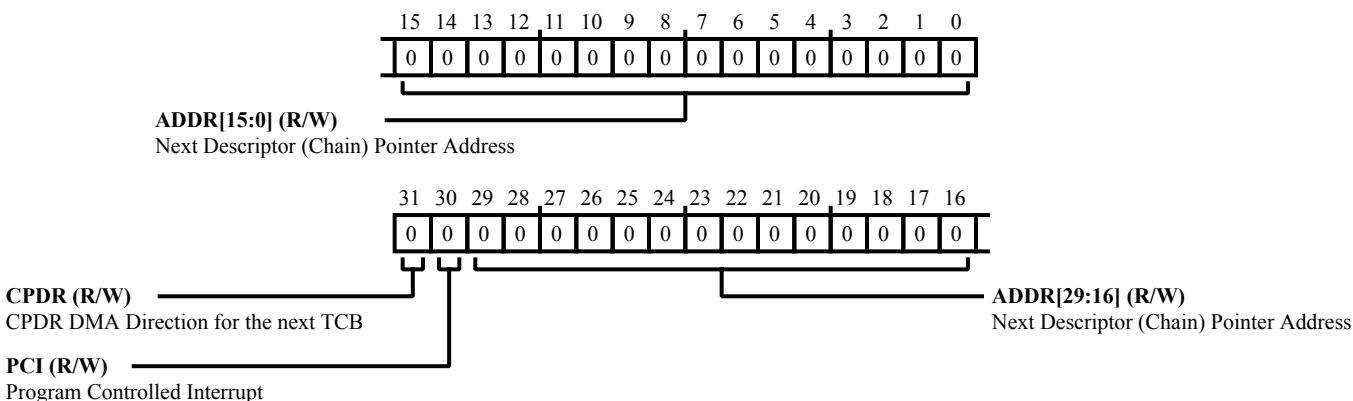 15 14 13 12 11 10 9 8 7 6 5 4 3 2 1 0
0 0 0 0 0 0 0 0 0 0 0 0 0 0 0 0
ADDR[15:0] (R/W)
Next Descriptor (Chain) Pointer Address
31 30 29 28 27 26 25 24 23 22 21 20 19 18 17 16
0 0 0 0 0 0 0 0 0 0 0 0 0 0 0 0
CPDR (R/W)
CPDR DMA Direction for the next TCB
ADDR[29:16] (R/W)
Next Descriptor (Chain) Pointer Address
PCI (R/W)
Program Controlled Interrupt